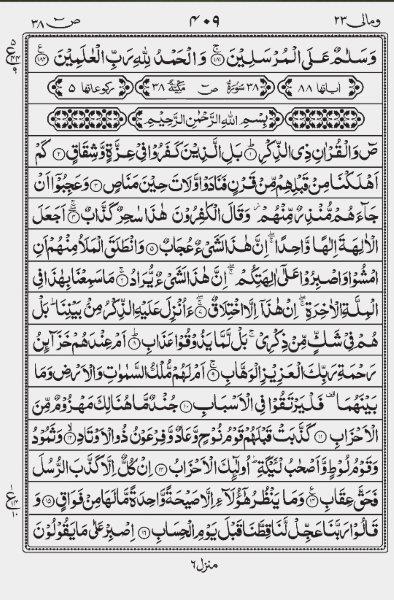 ومالی ٢٣ ٤٠٩ ص ٣٨
وَسَلٰمٌ عَلَى الْمُرْسَلِيْنَ ۚ﴿١٨١﴾ وَالْحَمْدُ لِلّٰهِ رَبِّ الْعٰلَمِيْنَ ﴿١٨٢﴾
اٰیاتها ٨٨ ٣٨ سُوْرَةُ صٓ مَكِّيَّةٌ ٣٨ رکوعاتها ٥
بِسْمِ اللّٰهِ الرَّحْمٰنِ الرَّحِيْمِ
صٓ وَالْقُرْاٰنِ ذِى الذِّكْرِ ﴿١﴾ بَلِ الَّذِيْنَ كَفَرُوْا فِىْ عِزَّةٍ وَّشِقَاقٍ ﴿٢﴾ كَمْ
اَهْلَكْنَا مِنْ قَبْلِهِمْ مِّنْ قَرْنٍ فَنَادَوْا وَّلَاتَ حِيْنَ مَنَاصٍ ﴿٣﴾ وَعَجِبُوْۤا اَنْ
جَآءَهُمْ مُّنْذِرٌ مِّنْهُمْ ؗ وَقَالَ الْكٰفِرُوْنَ هٰذَا سٰحِرٌ كَذَّابٌ ﴿٤﴾ اَجَعَلَ
الْاٰلِهَةَ اِلٰهًا وَّاحِدًا ۖۚ اِنَّ هٰذَا لَشَىْءٌ عُجَابٌ ﴿٥﴾ وَانْطَلَقَ الْمَلَاُ مِنْهُمْ اَنِ
امْشُوْا وَاصْبِرُوْا عَلٰٓى اٰلِهَتِكُمْ ۖۚ اِنَّ هٰذَا لَشَىْءٌ يُّرَادُ ﴿٦﴾ مَا سَمِعْنَا بِهٰذَا فِى
الْمِلَّةِ الْاٰخِرَةِ ۖۚ اِنْ هٰذَاۤ اِلَّا اخْتِلَاقٌ ﴿٧﴾ ءَاُنْزِلَ عَلَيْهِ الذِّكْرُ مِنْۢ بَيْنِنَا ؕ بَلْ
هُمْ فِىْ شَكٍّ مِّنْ ذِكْرِىْ ۚ بَلْ لَّمَّا يَذُوْقُوْا عَذَابِ ﴿٨﴾ اَمْ عِنْدَهُمْ خَزَآئِنُ
رَحْمَةِ رَبِّكَ الْعَزِيْزِ الْوَهَّابِ ﴿٩﴾ اَمْ لَهُمْ مُّلْكُ السَّمٰوٰتِ وَالْاَرْضِ وَمَا
بَيْنَهُمَا ۫ فَلْيَرْتَقُوْا فِى الْاَسْبَابِ ﴿١٠﴾ جُنْدٌ مَّا هُنَالِكَ مَهْزُوْمٌ مِّنَ
الْاَحْزَابِ ﴿١١﴾ كَذَّبَتْ قَبْلَهُمْ قَوْمُ نُوْحٍ وَّعَادٌ وَّفِرْعَوْنُ ذُو الْاَوْتَادِ ﴿١٢﴾ وَثَمُوْدُ
وَقَوْمُ لُوْطٍ وَّاَصْحٰبُ لْئَيْكَةِ ؕ اُولٰٓئِكَ الْاَحْزَابُ ﴿١٣﴾ اِنْ كُلٌّ اِلَّا كَذَّبَ الرُّسُلَ
فَحَقَّ عِقَابِ ﴿١٤﴾ وَمَا يَنْظُرُ هٰٓؤُلَآءِ اِلَّا صَيْحَةً وَّاحِدَةً مَّا لَهَا مِنْ فَوَاقٍ ﴿١٥﴾ وَ
قَالُوْا رَبَّنَا عَجِّلْ لَّنَا قِطَّنَا قَبْلَ يَوْمِ الْحِسَابِ ﴿١٦﴾ اِصْبِرْ عَلٰى مَا يَقُوْلُوْنَ
منزل ٦